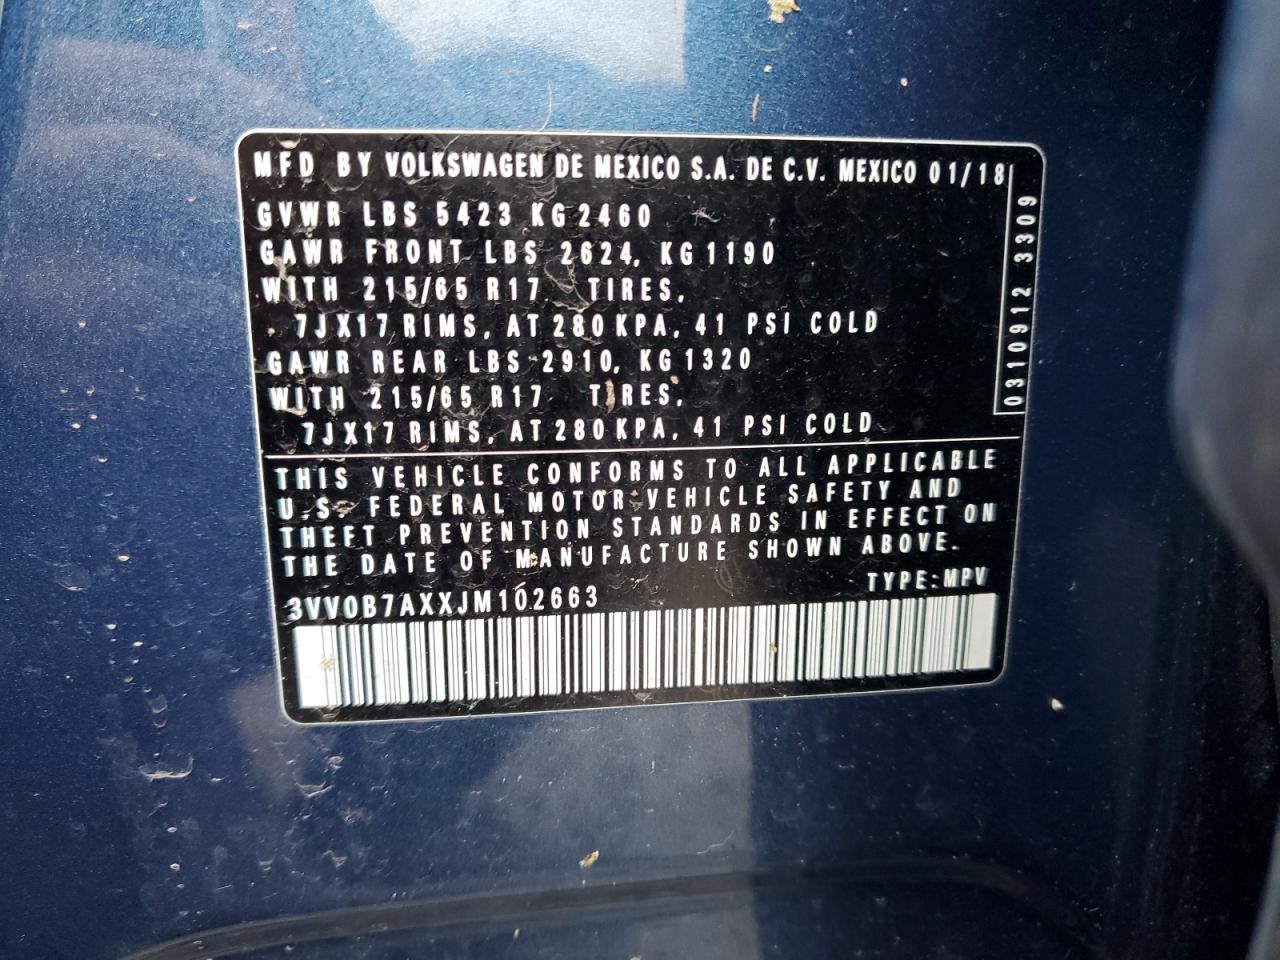 MFD BY VOLKSWAGEN DE MEXICO S.A. DE C.V. MEXICO 01/18
GVWR LBS 5423 KG 2460
GAWR FRONT LBS 2624, KG 1190
WITH 215/65 R17 TIRES,
7JX17 RIMS, AT 280 KPA, 41 PSI COLD
GAWR REAR LBS 2910, KG 1320
WITH 215/65 R17 TIRES,
7JX17 RIMS, AT 280 KPA, 41 PSI COLD
0310912 3309
THIS VEHICLE CONFORMS TO ALL APPLICABLE
U.S. FEDERAL MOTOR VEHICLE SAFETY AND
THEFT PREVENTION STANDARDS IN EFFECT ON
THE DATE OF MANUFACTURE SHOWN ABOVE.
3VV0B7AXXJM102663 TYPE: MPV